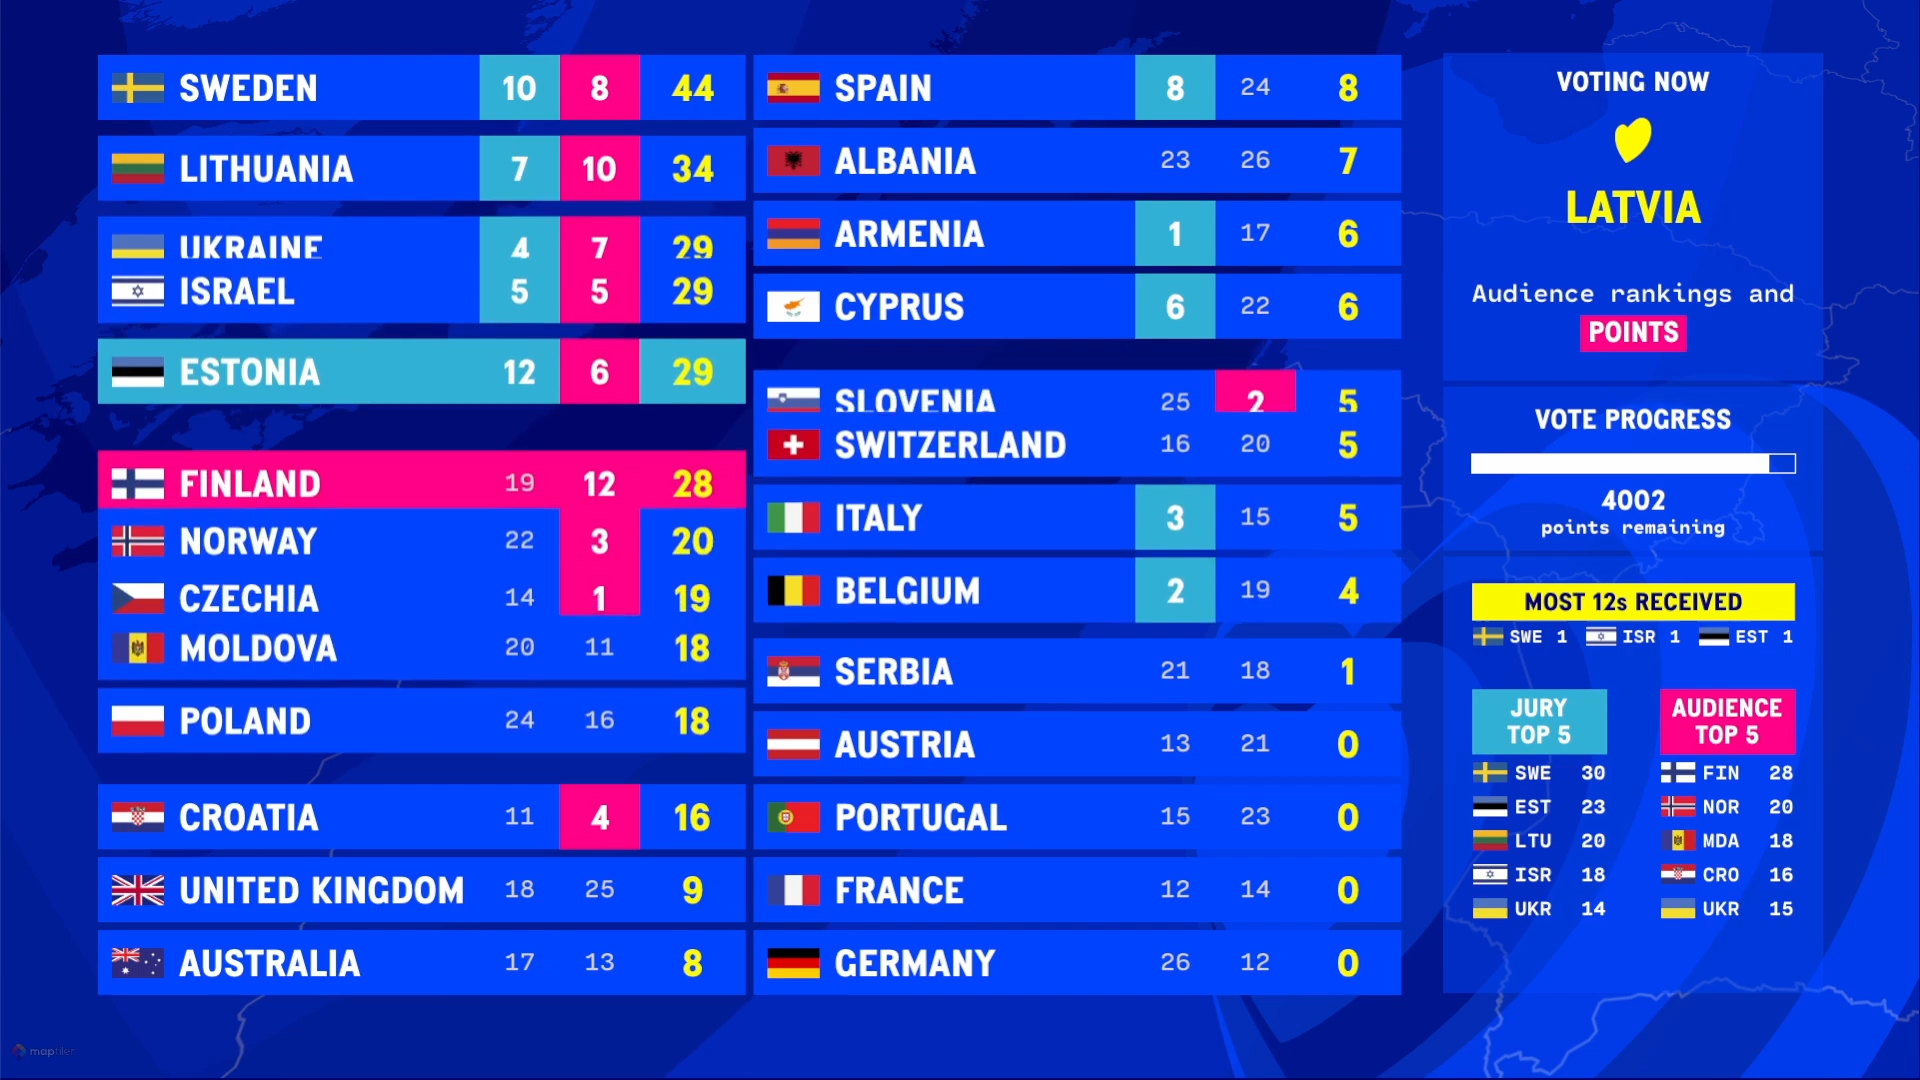 SWEDEN 10 8 44
LITHUANIA 7 10 34
UKRAINE 4 7 29
ISRAEL 5 5 29
ESTONIA 12 6 29
FINLAND 19 12 28
NORWAY 22 3 20
CZECHIA 14 1 19
MOLDOVA 20 11 18
POLAND 24 16 18
CROATIA 11 4 16
UNITED KINGDOM 18 25 9
AUSTRALIA 17 13 8
SPAIN 8 24 8
ALBANIA 23 26 7
ARMENIA 1 17 6
CYPRUS 6 22 6
SLOVENIA 25 2 5
SWITZERLAND 16 20 5
ITALY 3 15 5
BELGIUM 2 19 4
SERBIA 21 18 1
AUSTRIA 13 21 0
PORTUGAL 15 23 0
FRANCE 12 14 0
GERMANY 26 12 0
VOTING NOW
LATVIA
Audience rankings and
POINTS
VOTE PROGRESS
4002
points remaining
MOST 12s RECEIVED
SWE 1 ISR 1 EST 1
JURY
TOP 5
SWE 30
EST 23
LTU 20
ISR 18
UKR 14
AUDIENCE
TOP 5
FIN 28
NOR 20
MDA 18
CRO 16
UKR 15
maptiler